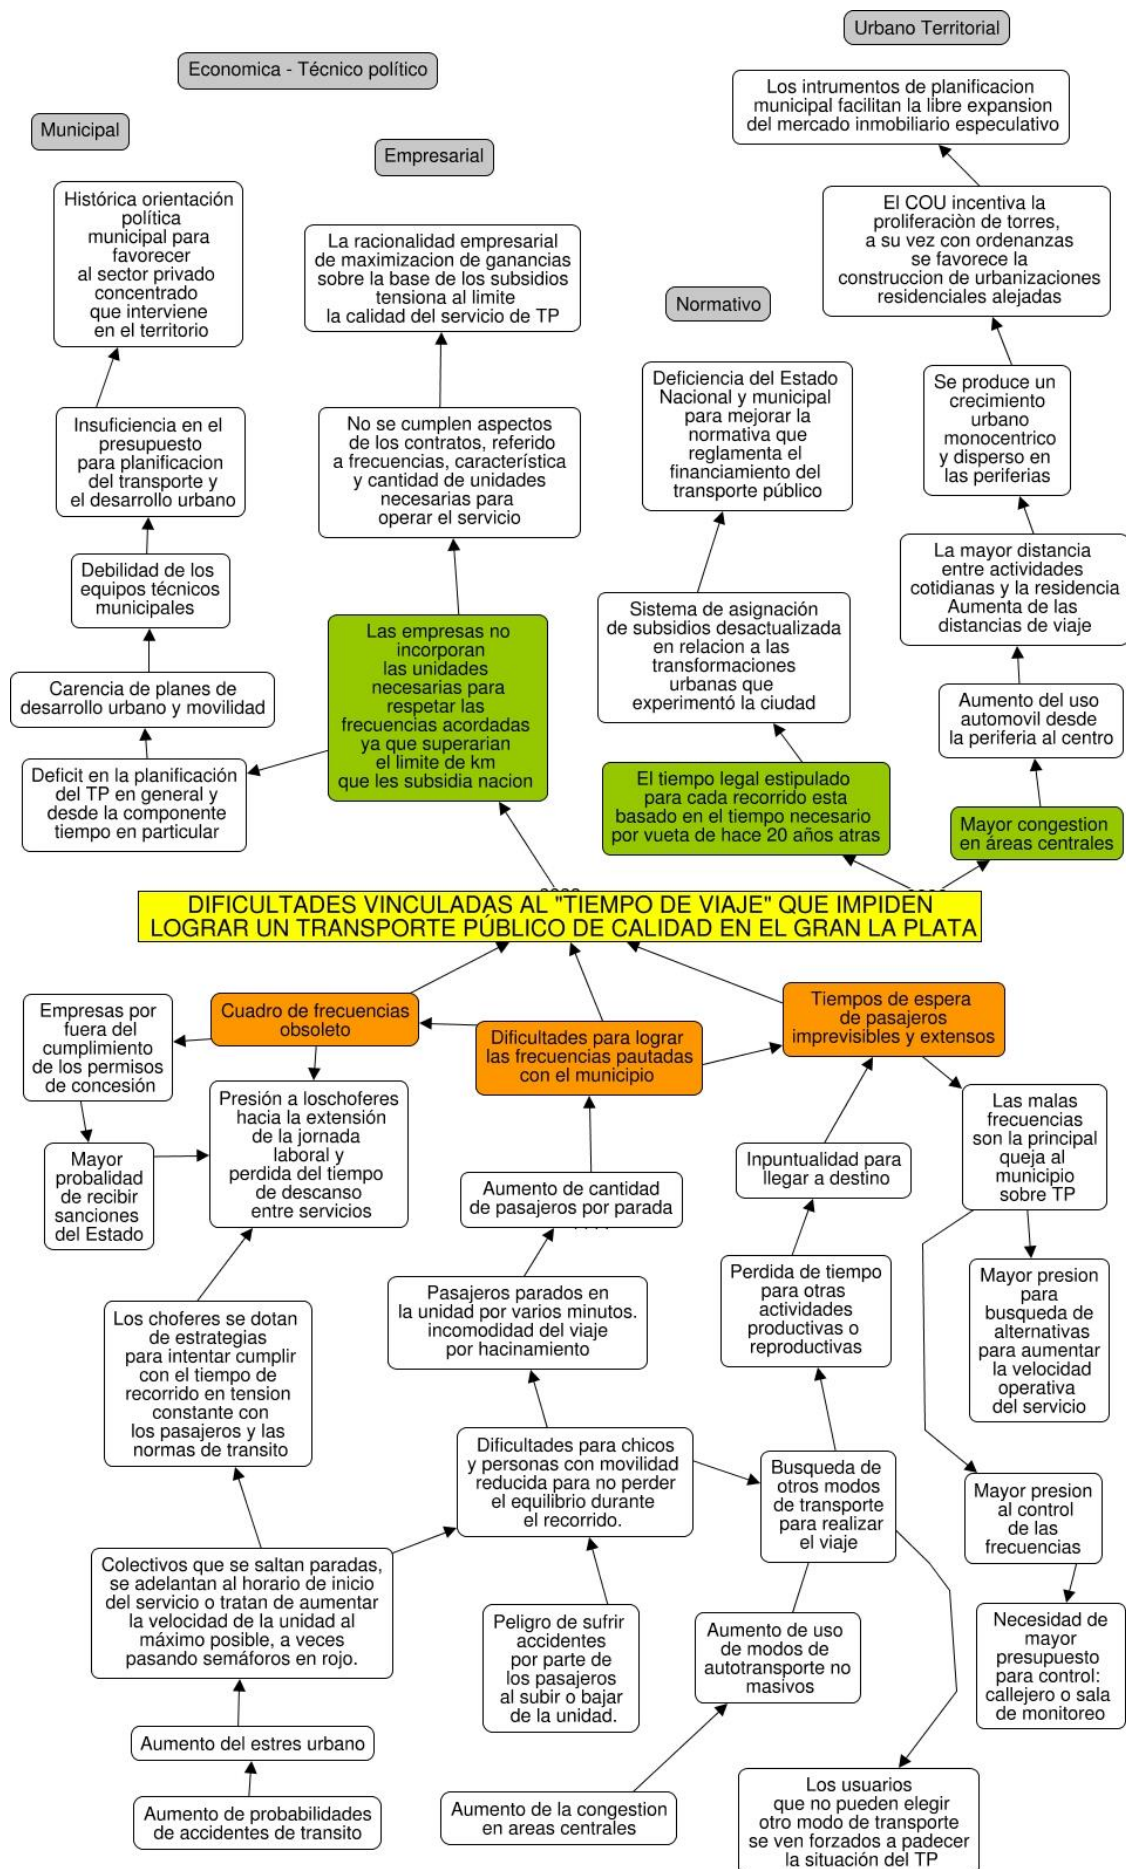 Urbano Territorial
Economica - Técnico político
Los intrumentos de planificacion
municipal facilitan la libre expansion
del mercado inmobiliario especulativo
Municipal
Empresarial
Histórica orientación
política
municipal para
favorecer
al sector privado
concentrado
que interviene
en el territorio
La racionalidad empresarial
de maximizacion de ganancias
sobre la base de los subsidios
tensiona al limite
la calidad del servicio de TP
El COU incentiva la
proliferaciòn de torres,
a su vez con ordenanzas
se favorece la
construccion de urbanizaciones
residenciales alejadas
Normativo
Deficiencia del Estado
Nacional y municipal
para mejorar la
normativa que
reglamenta el
financiamiento del
transporte público
Se produce un
crecimiento
urbano
monocentrico
y disperso en
las periferias
Insuficiencia en el
presupuesto
para planificacion
del transporte y
el desarrollo urbano
No se cumplen aspectos
de los contratos, referido
a frecuencias, característica
y cantidad de unidades
necesarias para
operar el servicio
La mayor distancia
entre actividades
cotidianas y la residencia
Aumenta de las
distancias de viaje
Debilidad de los
equipos técnicos
municipales
Las empresas no
incorporan
las unidades
necesarias para
respetar las
frecuencias acordadas
ya que superarian
el limite de km
que les subsidia nacion
Sistema de asignación
de subsidios desactualizada
en relacion a las
transformaciones
urbanas que
experimentó la ciudad
Carencia de planes de
desarrollo urbano y movilidad
Aumento del uso
automovil desde
la periferia al centro
Deficit en la planificación
del TP en general y
desde la componente
tiempo en particular
El tiempo legal estipulado
para cada recorrido esta
basado en el tiempo necesario
por vueta de hace 20 años atras
Mayor congestion
en áreas centrales
DIFICULTADES VINCULADAS AL "TIEMPO DE VIAJE" QUE IMPIDEN
LOGRAR UN TRANSPORTE PÚBLICO DE CALIDAD EN EL GRAN LA PLATA
Empresas por
fuera del
cumplimiento
de los permisos
de concesión
Cuadro de frecuencias
obsoleto
Dificultades para lograr
las frecuencias pautadas
con el municipio
Tiempos de espera
de pasajeros
imprevisibles y extensos
Presión a loschoferes
hacia la extensión
de la jornada
laboral y
perdida del tiempo
de descanso
entre servicios
Las malas
frecuencias
son la principal
queja al
municipio
sobre TP
Mayor
probalidad
de recibir
sanciones
del Estado
Aumento de cantidad
de pasajeros por parada
Inpuntualidad para
llegar a destino
Pasajeros parados en
la unidad por varios minutos.
incomodidad del viaje
por hacinamiento
Perdida de tiempo
para otras
actividades
productivas o
reproductivas
Mayor presion
para
busqueda de
alternativas
para aumentar
la velocidad
operativa
del servicio
Los choferes se dotan
de estrategias
para intentar cumplir
con el tiempo de
recorrido en tension
constante con
los pasajeros y las
normas de transito
Dificultades para chicos
y personas con movilidad
reducida para no perder
el equilibrio durante
el recorrido.
Busqueda de
otros modos
de transporte
para realizar
el viaje
Mayor presion
al control
de las
frecuencias
Colectivos que se saltan paradas,
se adelantan al horario de inicio
del servicio o tratan de aumentar
la velocidad de la unidad al
máximo posible, a veces
pasando semáforos en rojo.
Peligro de sufrir
accidentes
por parte de
los pasajeros
al subir o bajar
de la unidad.
Aumento de uso
de modos de
autotransporte no
masivos
Necesidad de
mayor
presupuesto
para control:
callejero o sala
de monitoreo
Aumento del estres urbano
Aumento de probabilidades
de accidentes de transito
Aumento de la congestion
en areas centrales
Los usuarios
que no pueden elegir
otro modo de transporte
se ven forzados a padecer
la situación del TP